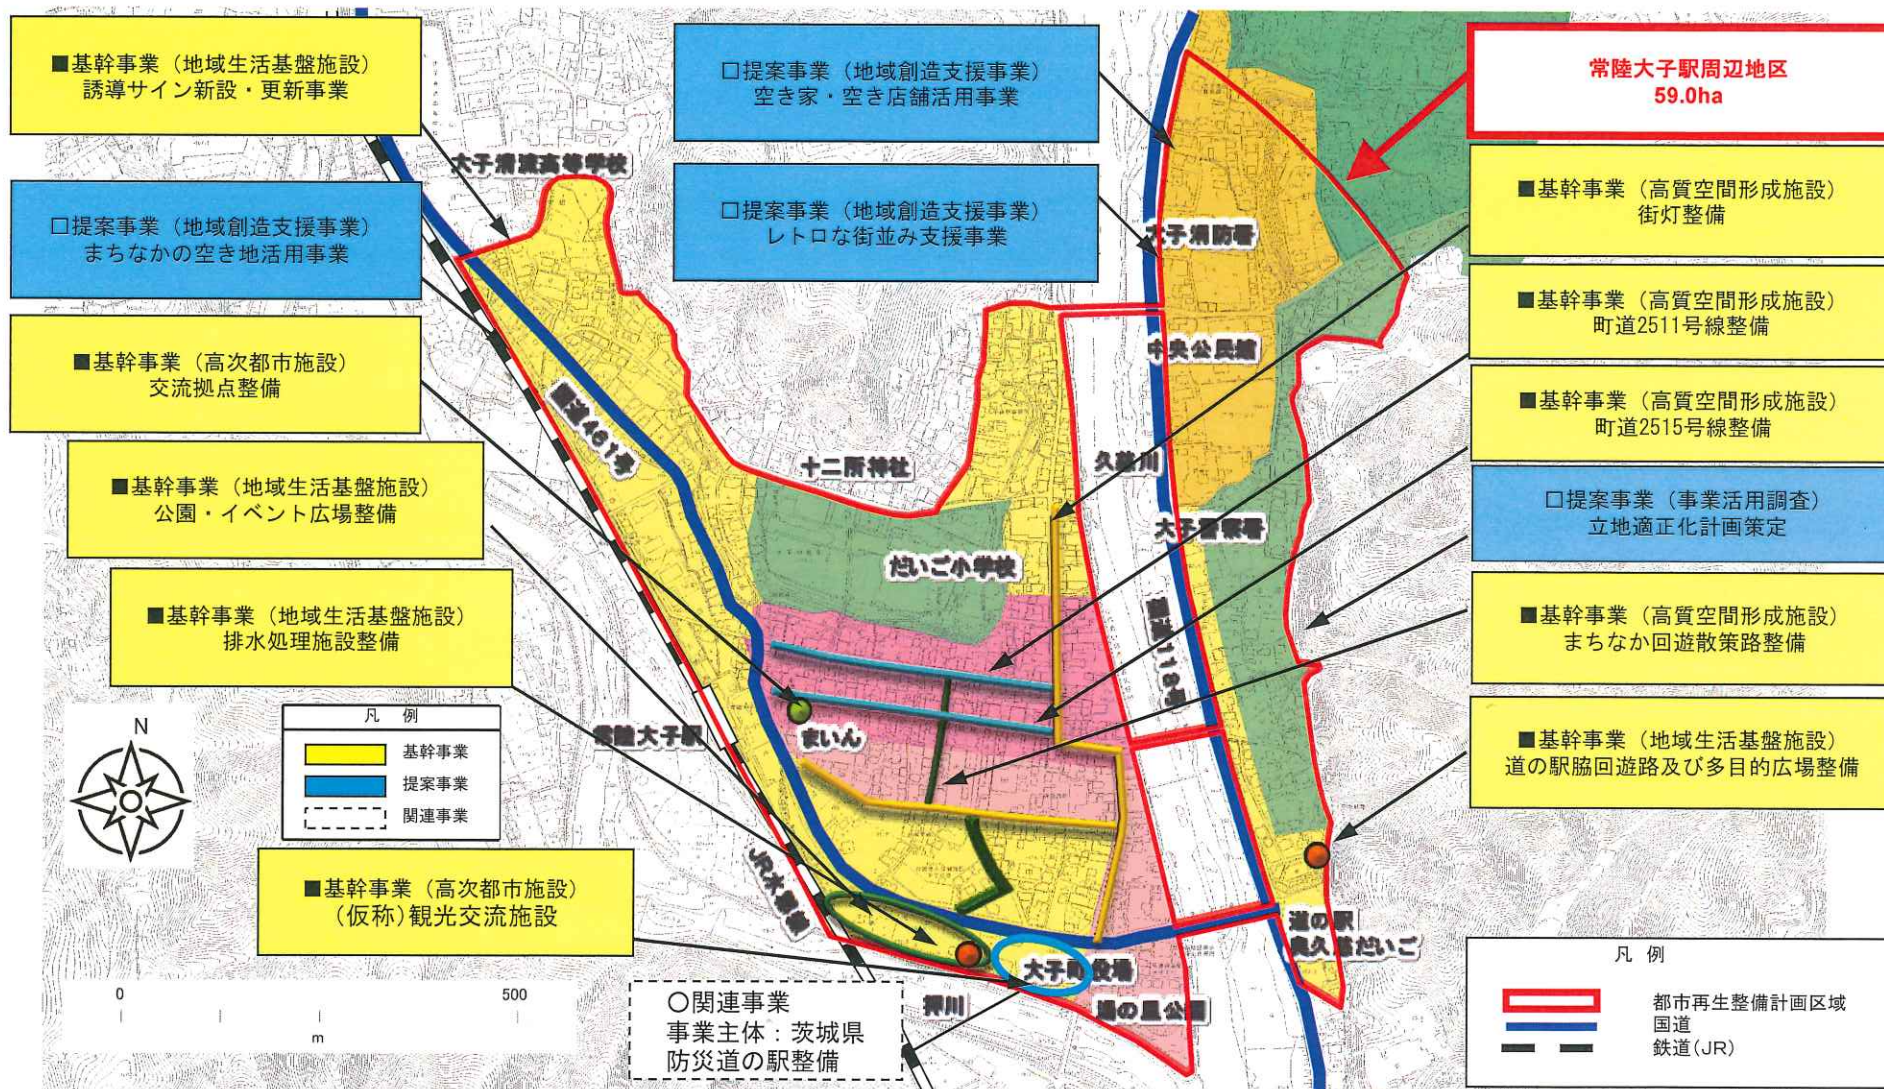 ■基幹事業（地域生活基盤施設）
誘導サイン新設・更新事業
□提案事業（地域創造支援事業）
まちなかの空き地活用事業
■基幹事業（高次都市施設）
交流拠点整備
■基幹事業（地域生活基盤施設）
公園・イベント広場整備
■基幹事業（地域生活基盤施設）
排水処理施設整備
■基幹事業（高次都市施設）
（仮称）観光交流施設
□提案事業（地域創造支援事業）
空き家・空き店舗活用事業
□提案事業（地域創造支援事業）
レトロな街並み支援事業
常陸大子駅周辺地区
59.0ha
■基幹事業（高質空間形成施設）
街灯整備
■基幹事業（高質空間形成施設）
町道2511号線整備
■基幹事業（高質空間形成施設）
町道2515号線整備
□提案事業（事業活用調査）
立地適正化計画策定
■基幹事業（高質空間形成施設）
まちなか回遊散策路整備
■基幹事業（地域生活基盤施設）
道の駅脇回遊路及び多目的広場整備
大子清流高等学校
大子消防署
中央公民館
国道461号
十二所神社
久慈川
大子警察署
だいご小学校
国道118号
常陸大子駅
まいん
JR水郡線
大子町役場
道の駅
奥久慈だいご
押川
湯の里公園
N
凡 例
基幹事業
提案事業
関連事業
0
500
m
○関連事業
事業主体：茨城県
防災道の駅整備
凡 例
都市再生整備計画区域
国道
鉄道(JR)